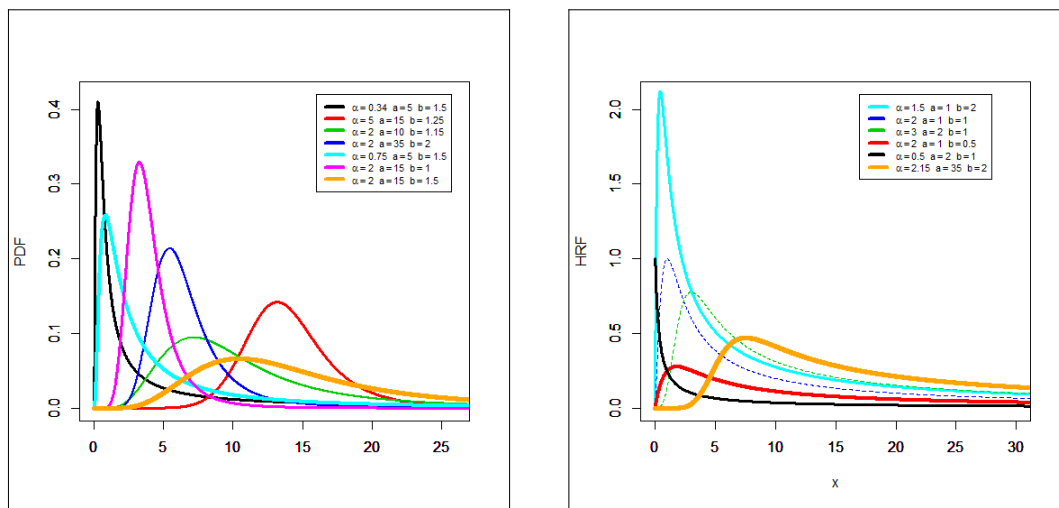 PDF
0.0 0.1 0.2 0.3 0.4
0 5 10 15 20 25
α = 0.34 a = 5 b = 1.5
α = 5 a = 15 b = 1.25
α = 2 a = 10 b = 1.15
α = 2 a = 35 b = 2
α = 0.75 a = 5 b = 1.5
α = 2 a = 15 b = 1
α = 2 a = 15 b = 1.5
HRF
0.0 0.5 1.0 1.5 2.0
0 5 10 15 20 25 30
x
α = 1.5 a = 1 b = 2
α = 2 a = 1 b = 1
α = 3 a = 2 b = 1
α = 2 a = 1 b = 0.5
α = 0.5 a = 2 b = 1
α = 2.15 a = 35 b = 2